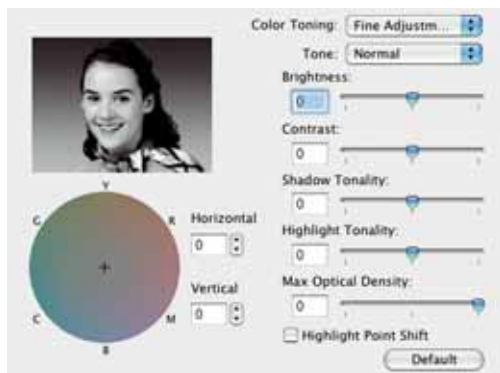 Color Toning: Fine Adjustm...
Tone: Normal
Brightness:
0
Contrast:
0
Shadow Tonality:
0
Highlight Tonality:
0
Max Optical Density:
0
Highlight Point Shift
Default
Y
G R
C M
B
Horizontal
0
Vertical
0